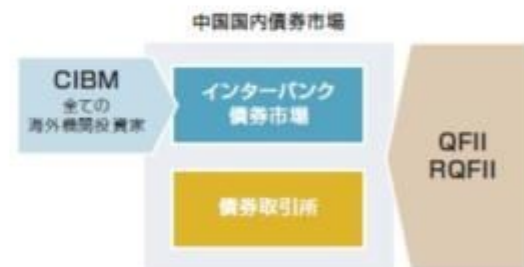 中国国内債券市場
CIBM
全ての
海外機関投資家
インターバンク
債券市場
債券取引所
QFII
RQFII